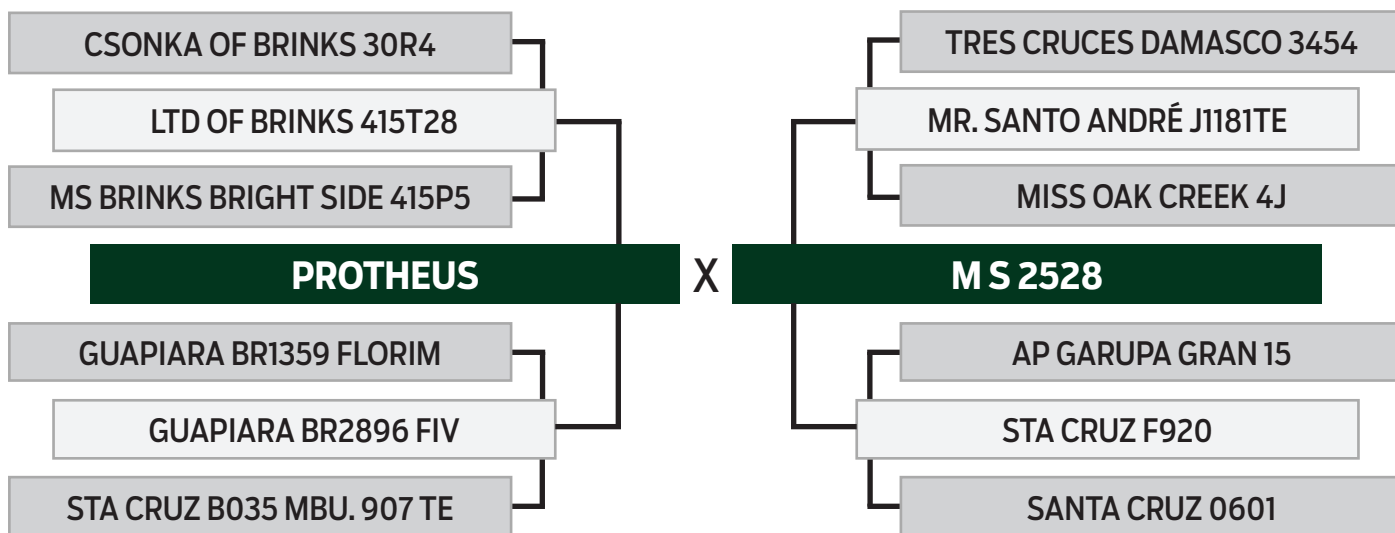 CSONKA OF BRINKS 30R4
LTD OF BRINKS 415T28
MS BRINKS BRIGHT SIDE 415P5
PROTHEUS
GUAPIARA BR1359 FLORIM
GUAPIARA BR2896 FIV
STA CRUZ B035 MBU. 907 TE
X
TRES CRUCES DAMASCO 3454
MR. SANTO ANDRÉ J1181TE
MISS OAK CREEK 4J
M S 2528
AP GARUPA GRAN 15
STA CRUZ F920
SANTA CRUZ 0601